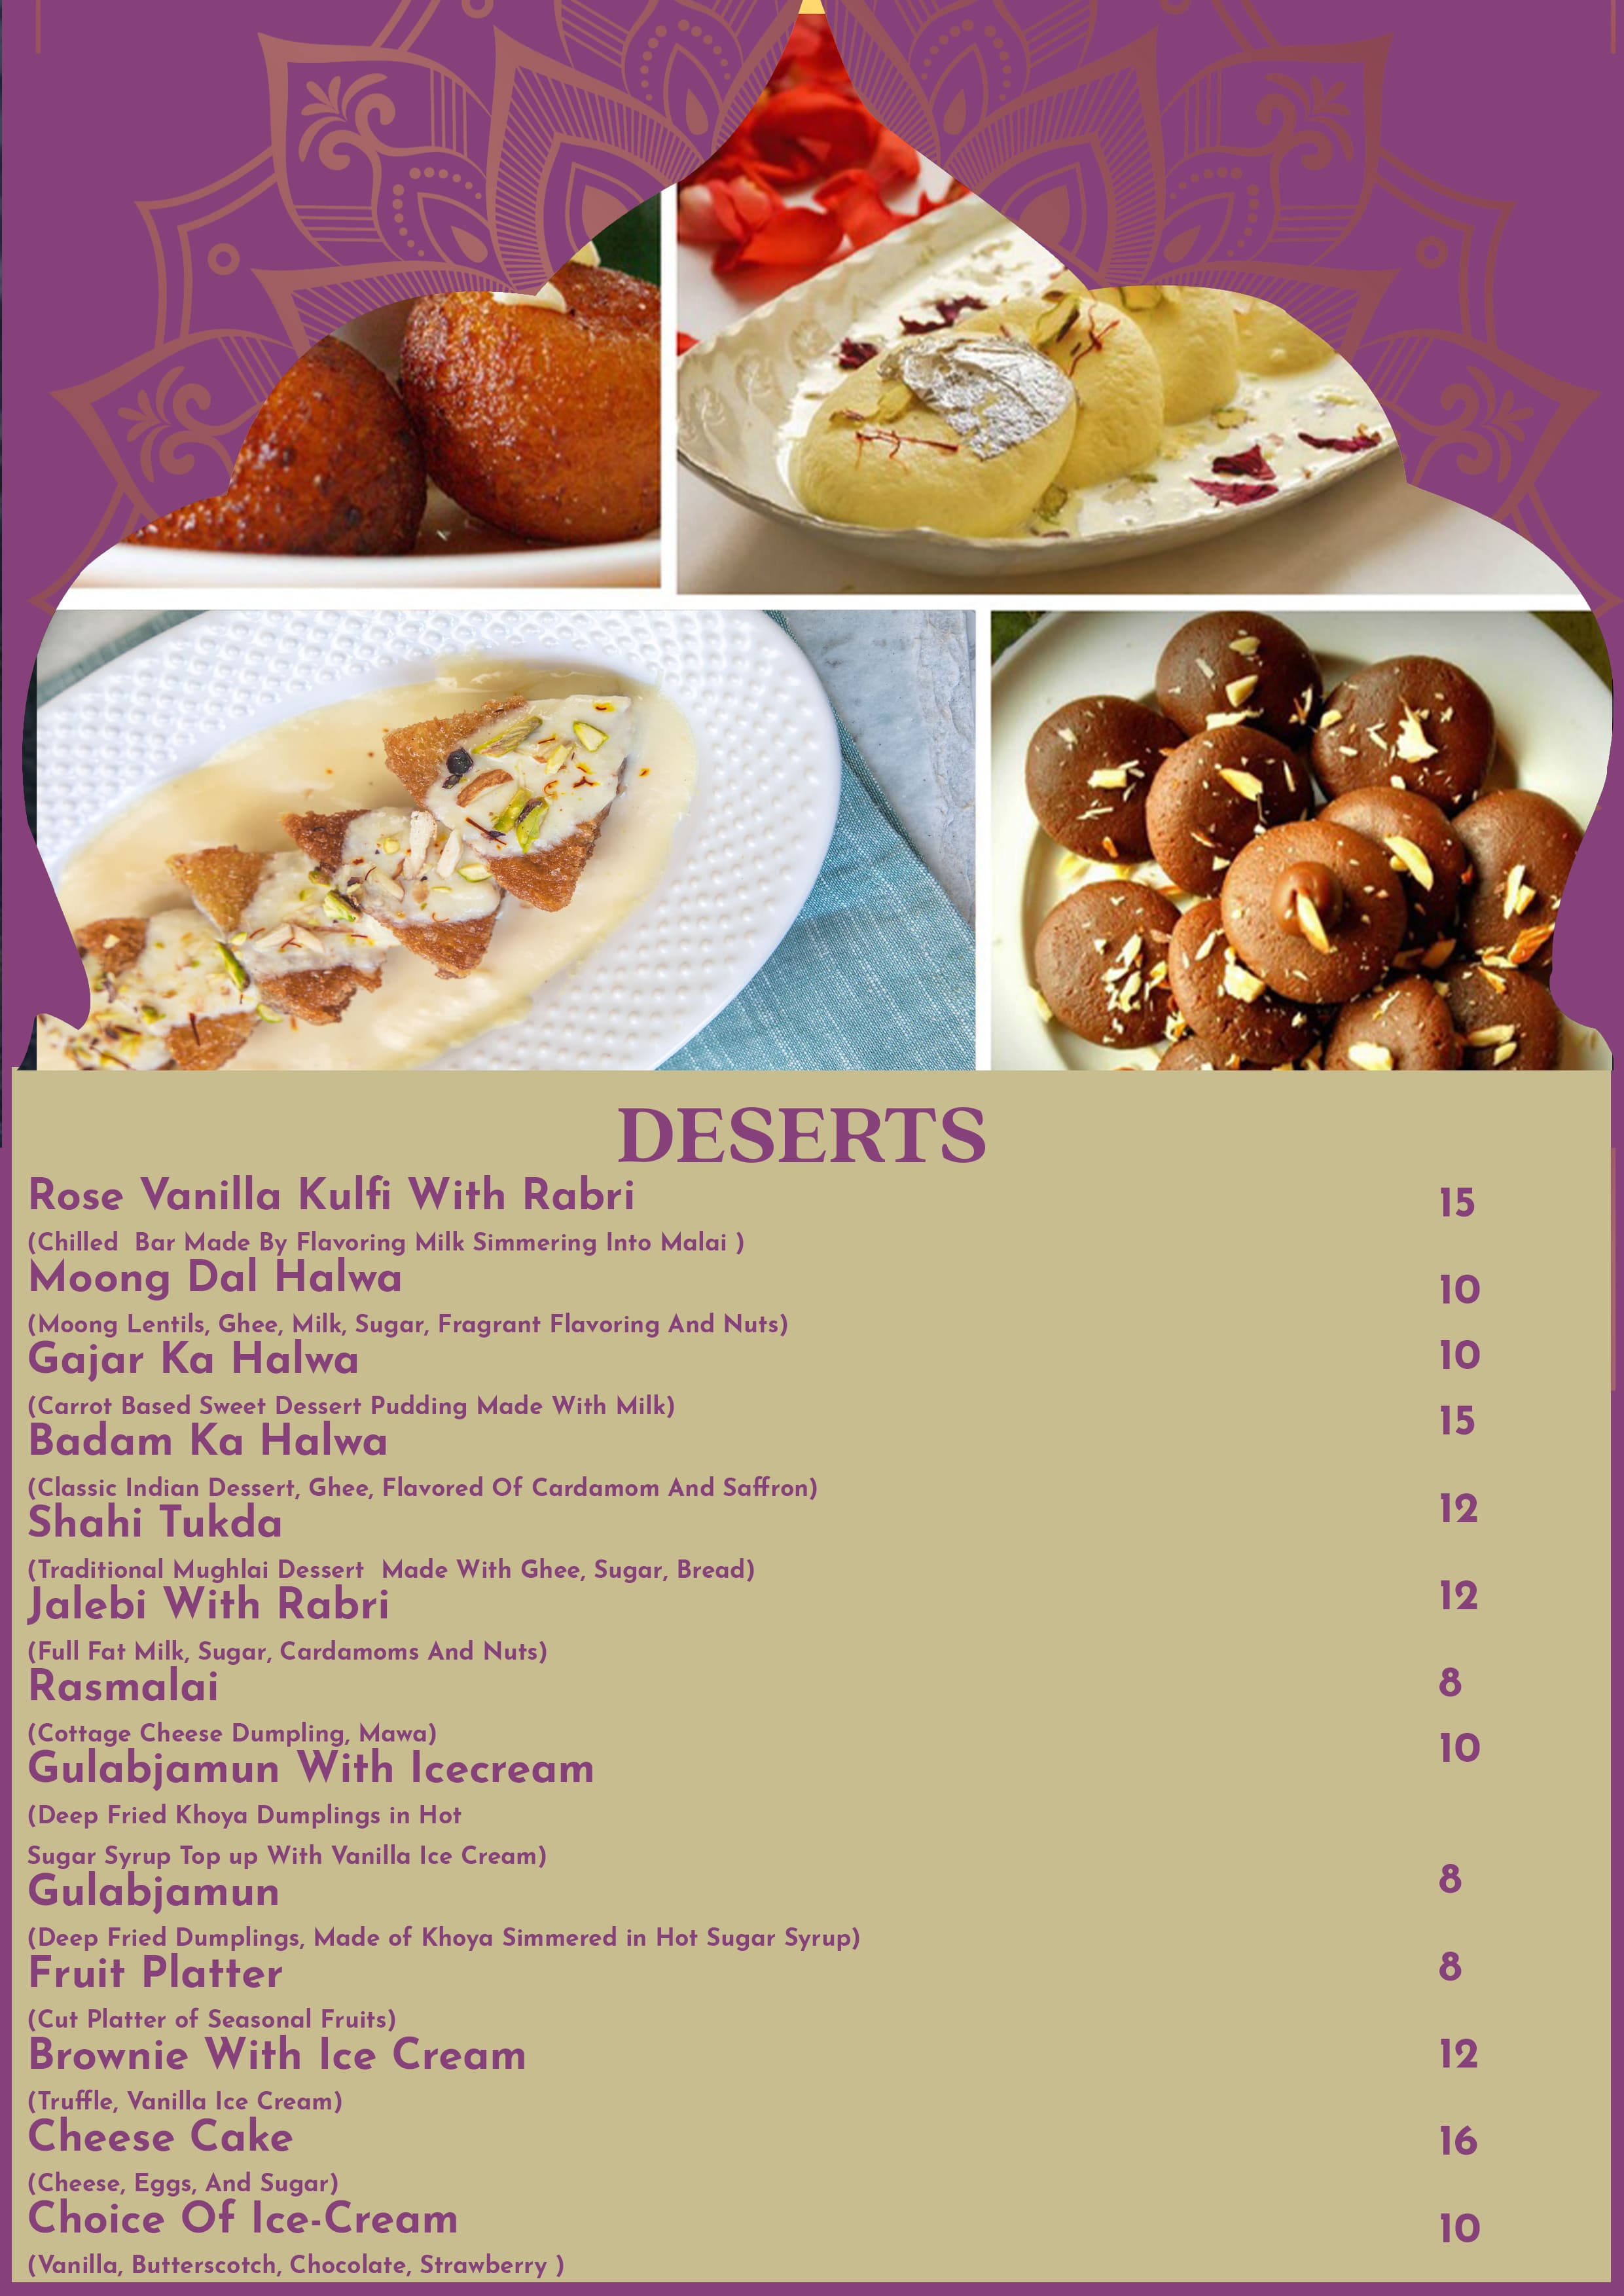 DESERTS
Rose Vanilla Kulfi With Rabri 15
(Chilled Bar Made By Flavoring Milk Simmering Into Malai )
Moong Dal Halwa 10
(Moong Lentils, Ghee, Milk, Sugar, Fragrant Flavoring And Nuts)
Gajar Ka Halwa 10
(Carrot Based Sweet Dessert Pudding Made With Milk)
Badam Ka Halwa 15
(Classic Indian Dessert, Ghee, Flavored Of Cardamom And Saffron)
Shahi Tukda 12
(Traditional Mughlai Dessert Made With Ghee, Sugar, Bread)
Jalebi With Rabri 12
(Full Fat Milk, Sugar, Cardamoms And Nuts)
Rasmalai 8
(Cottage Cheese Dumpling, Mawa)
Gulabjamun With Icecream 10
(Deep Fried Khoya Dumplings in Hot
Sugar Syrup Top up With Vanilla Ice Cream)
Gulabjamun 8
(Deep Fried Dumplings, Made of Khoya Simmered in Hot Sugar Syrup)
Fruit Platter 8
(Cut Platter of Seasonal Fruits)
Brownie With Ice Cream 12
(Truffle, Vanilla Ice Cream)
Cheese Cake 16
(Cheese, Eggs, And Sugar)
Choice Of Ice-Cream 10
(Vanilla, Butterscotch, Chocolate, Strawberry )